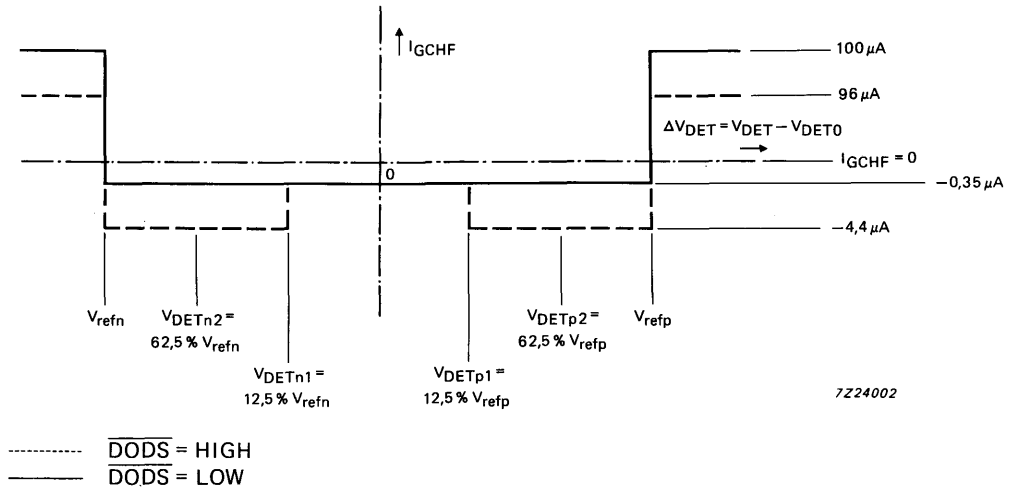 I_GCHF
100 µA
96 µA
ΔV_DET = V_DET – V_DET0
I_GCHF = 0
0
–0,35 µA
–4,4 µA
V_refn
V_DETn2 =
62,5 % V_refn
V_DETp2 =
62,5 % V_refp
V_refp
V_DETn1 =
12,5 % V_refn
V_DETp1 =
12,5 % V_refp
7Z24002
D̅O̅D̅S̅ = HIGH
D̅O̅D̅S̅ = LOW